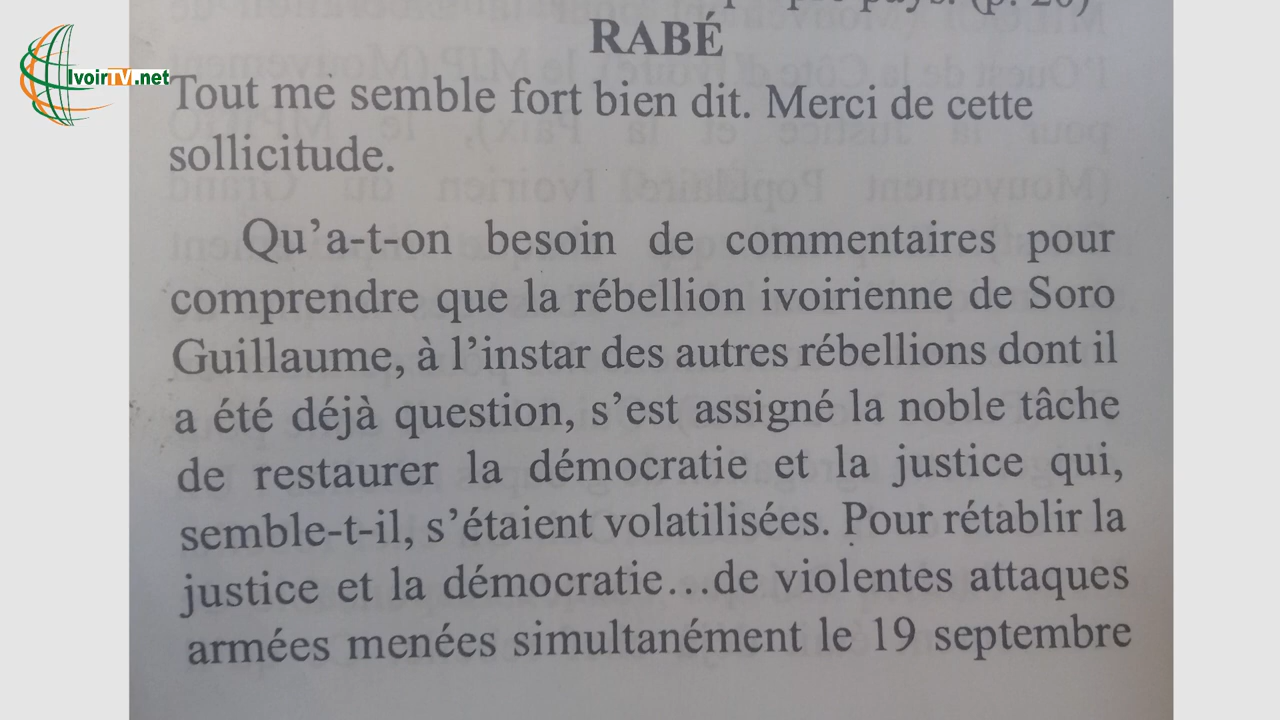 pays. (p. 20)
RABÉ
IvoirTV.net
Tout me semble fort bien dit. Merci de cette
sollicitude.
Qu'a-t-on besoin de commentaires pour
comprendre que la rébellion ivoirienne de Soro
Guillaume, à l'instar des autres rébellions dont il
a été déjà question, s'est assigné la noble tâche
de restaurer la démocratie et la justice qui,
semble-t-il, s'étaient volatilisées. Pour rétablir la
justice et la démocratie...de violentes attaques
armées menées simultanément le 19 septembre